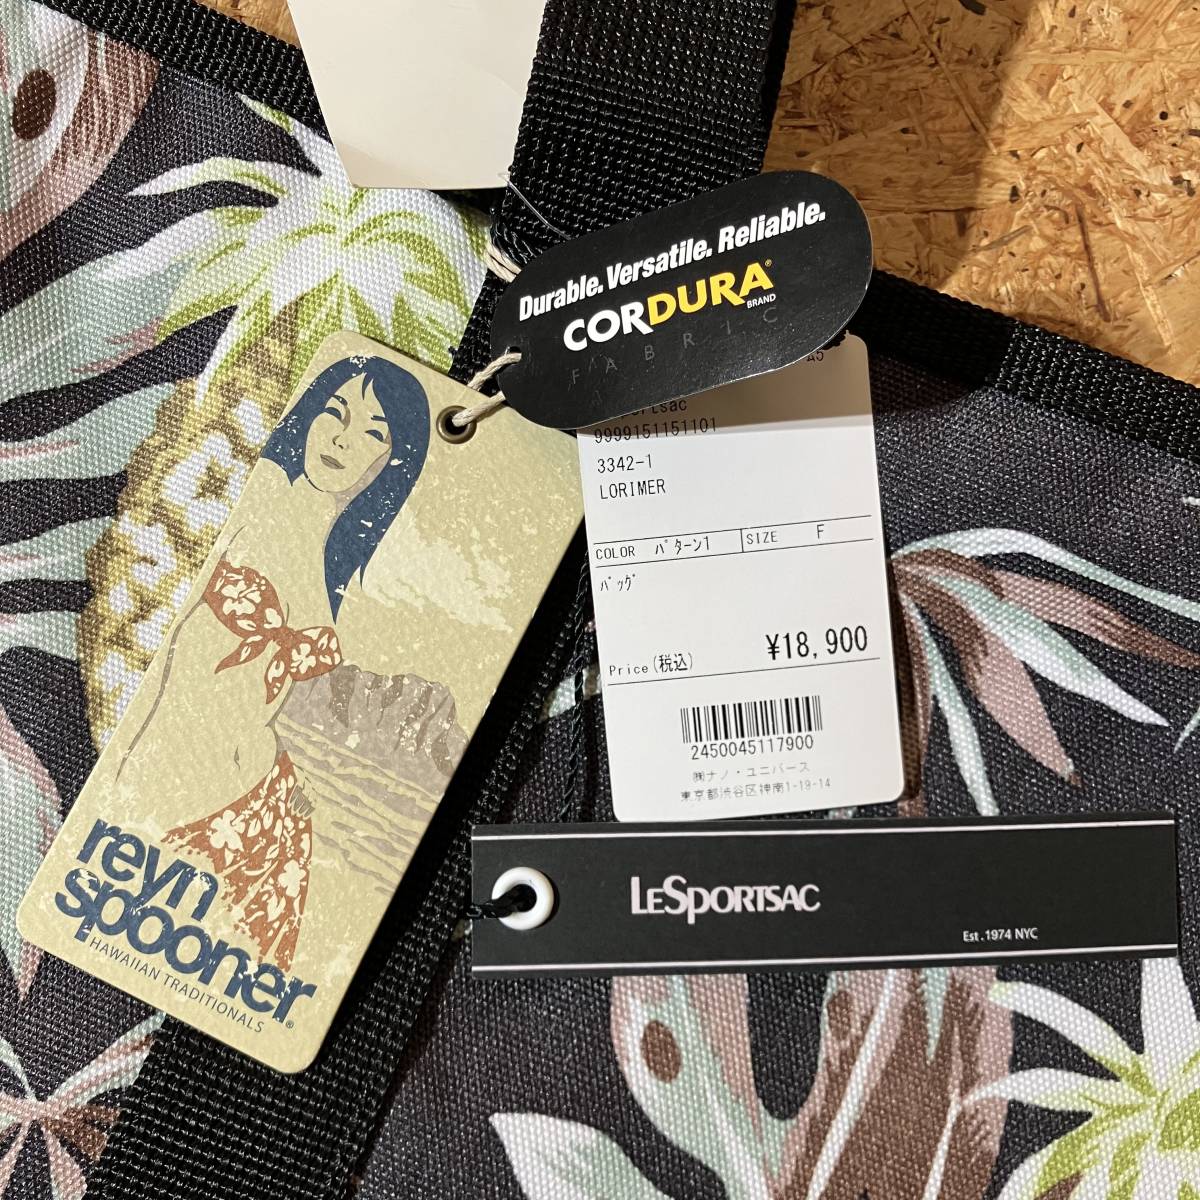 Durable. Versatile. Reliable.
CORDURA®
BRAND
FABRIC
9999151151101
3342-1
LORIMER
COLOR パターン1 SIZE F
バッグ
Price(税込) ¥18,900
2450045117900
㈱ナノ・ユニバース
東京都渋谷区神南1-19-14
reyn
spooner®
HAWAIIAN TRADITIONALS
LESPORTSAC
Est.1974 NYC